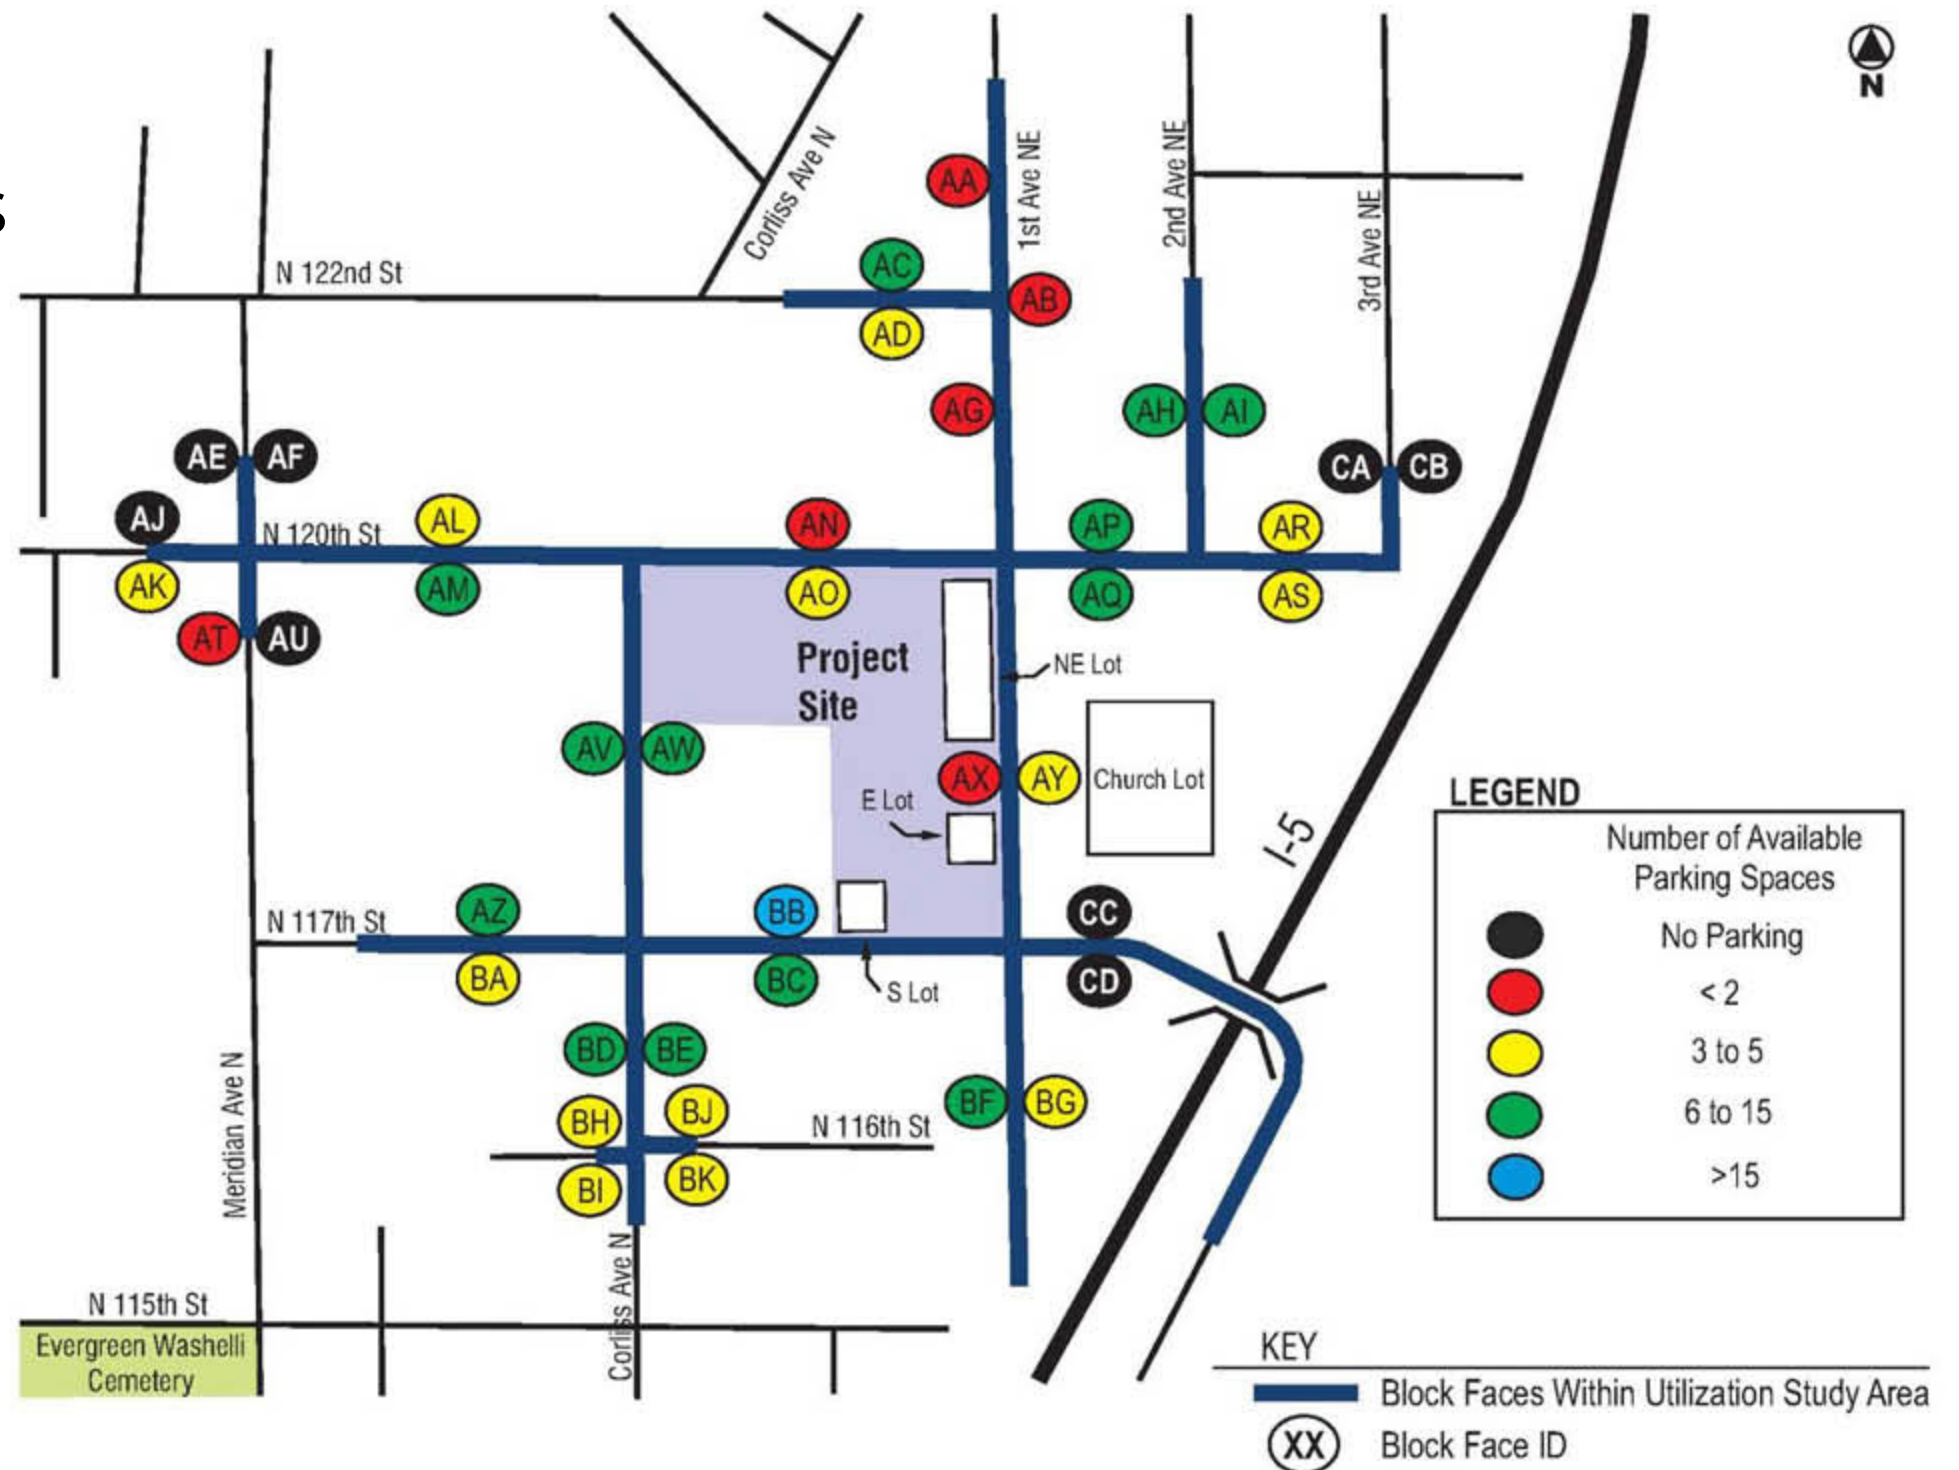 S
N
Corliss Ave N
1st Ave NE
2nd Ave NE
3rd Ave NE
AA
N 122nd St
AC
AB
AD
AG
AH
AI
AE
AF
CA
CB
AJ
AL
AN
AP
AR
N 120th St
AK
AM
AO
AQ
AS
AT
AU
Project
Site
NE Lot
AV
AW
AX
AY
Church Lot
E Lot
I-5
LEGEND
Number of Available
Parking Spaces
No Parking
< 2
3 to 5
6 to 15
>15
N 117th St
AZ
BB
CC
BA
BC
CD
S Lot
BD
BE
BF
BG
BH
BJ
N 116th St
BI
BK
Meridian Ave N
Corliss Ave N
N 115th St
Evergreen Washelli
Cemetery
KEY
Block Faces Within Utilization Study Area
XX
Block Face ID